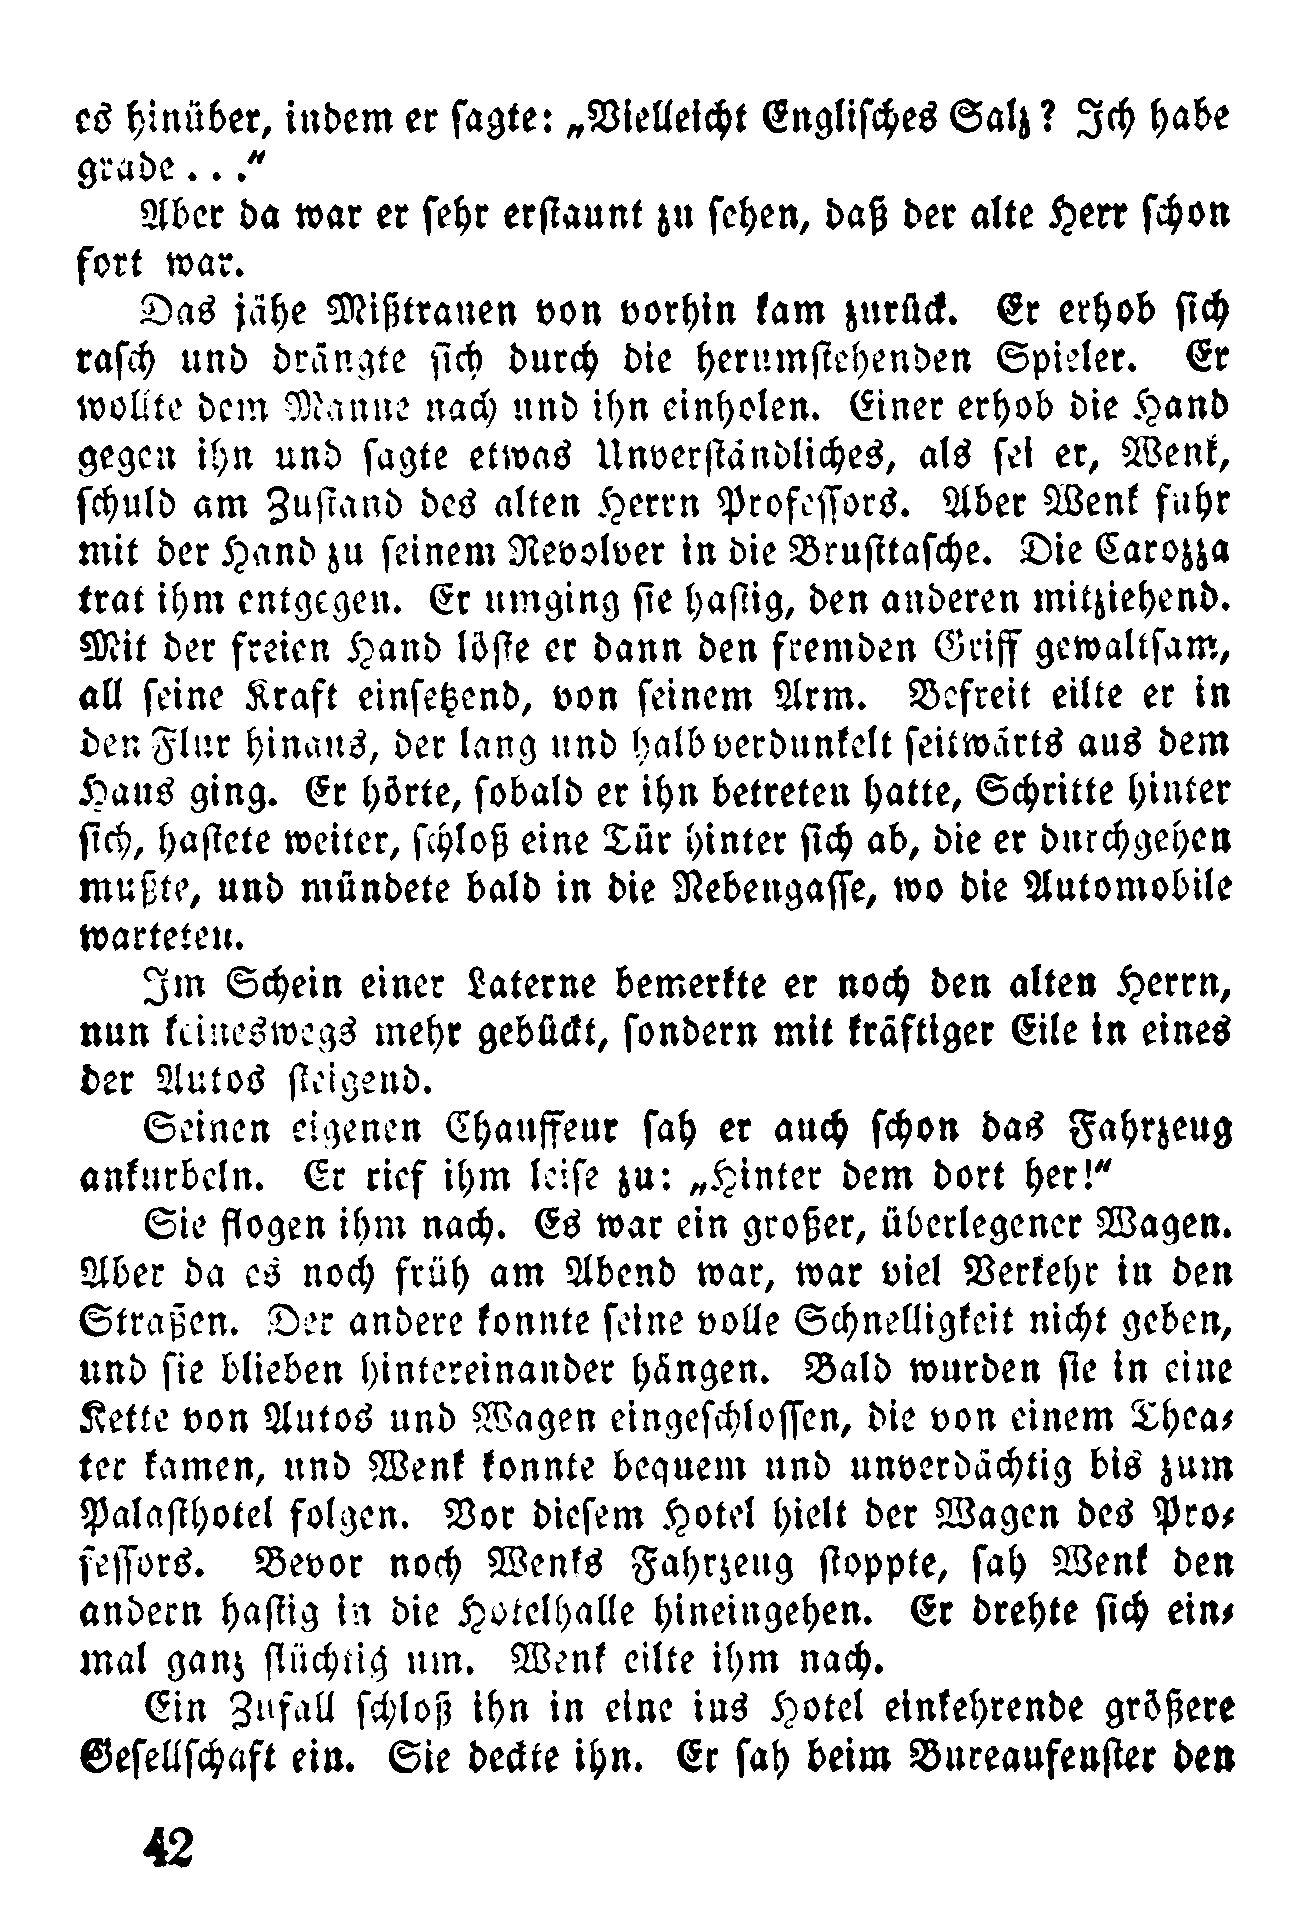 es hinüber, indem er sagte: „Vielleicht Englisches Salz? Ich habe
grade . . .“
Aber da war er sehr erstaunt zu sehen, daß der alte Herr schon
fort war.
Das jähe Mißtrauen von vorhin kam zurück. Er erhob sich
rasch und drängte sich durch die herumstehenden Spieler. Er
wollte dem Manne nach und ihn einholen. Einer erhob die Hand
gegen ihn und sagte etwas Unverständliches, als sei er, Wenk,
schuld am Zustand des alten Herrn Professors. Aber Wenk fuhr
mit der Hand zu seinem Revolver in die Brusttasche. Die Carozza
trat ihm entgegen. Er umging sie hastig, den anderen mitziehend.
Mit der freien Hand löste er dann den fremden Griff gewaltsam,
all seine Kraft einsetzend, von seinem Arm. Befreit eilte er in
den Flur hinaus, der lang und halb verdunkelt seitwärts aus dem
Haus ging. Er hörte, sobald er ihn betreten hatte, Schritte hinter
sich, hastete weiter, schloß eine Tür hinter sich ab, die er durchgehen
mußte, und mündete bald in die Nebengasse, wo die Automobile
warteten.
Im Schein einer Laterne bemerkte er noch den alten Herrn,
nun keineswegs mehr gebückt, sondern mit kräftiger Eile in eines
der Autos steigend.
Seinen eigenen Chauffeur sah er auch schon das Fahrzeug
ankurbeln. Er rief ihm leise zu: „Hinter dem dort her!“
Sie flogen ihm nach. Es war ein großer, überlegener Wagen.
Aber da es noch früh am Abend war, war viel Verkehr in den
Straßen. Der andere konnte seine volle Schnelligkeit nicht geben,
und sie blieben hintereinander hängen. Bald wurden sie in eine
Kette von Autos und Wagen eingeschlossen, die von einem Thea-
ter kamen, und Wenk konnte bequem und unverdächtig bis zum
Palasthotel folgen. Vor diesem Hotel hielt der Wagen des Pro-
fessors. Bevor noch Wenks Fahrzeug stoppte, sah Wenk den
andern hastig in die Hotelhalle hineingehen. Er drehte sich ein-
mal ganz flüchtig um. Wenk eilte ihm nach.
Ein Zufall schloß ihn in eine ins Hotel einkehrende größere
Gesellschaft ein. Sie deckte ihn. Er sah beim Bureaufenster den
42